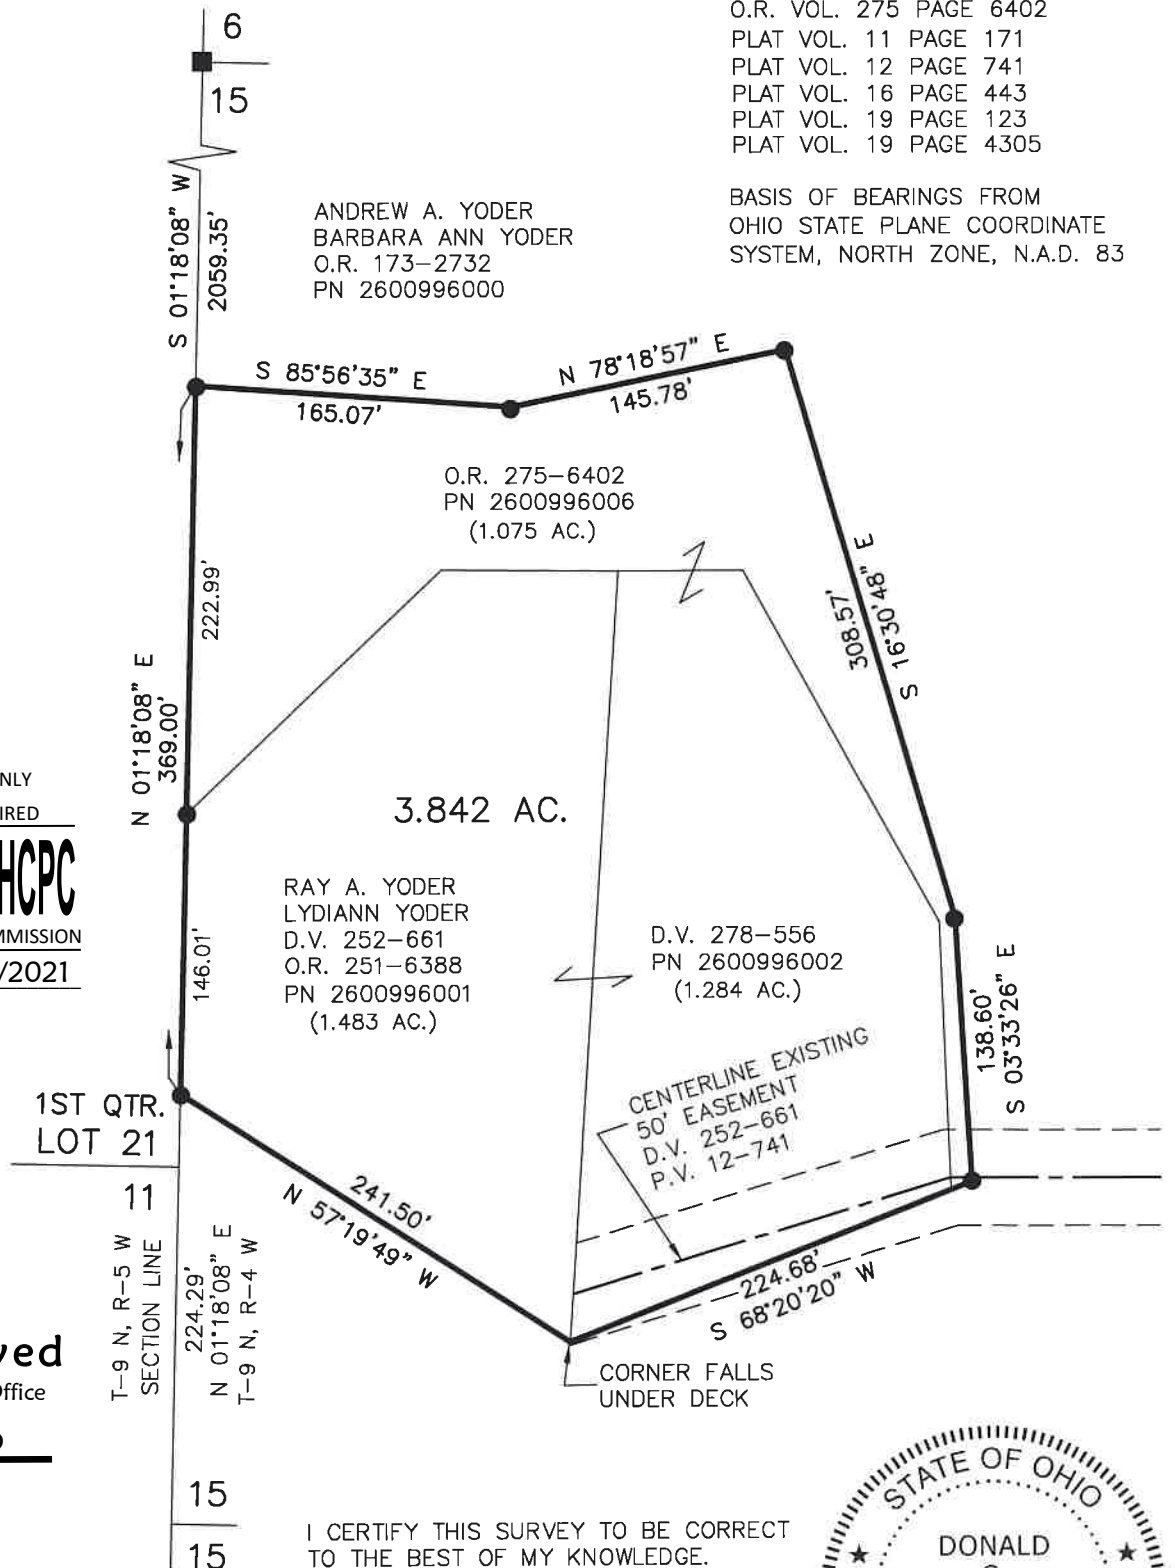 6
15
O.R. VOL. 275 PAGE 6402
PLAT VOL. 11 PAGE 171
PLAT VOL. 12 PAGE 741
PLAT VOL. 16 PAGE 443
PLAT VOL. 19 PAGE 123
PLAT VOL. 19 PAGE 4305
BASIS OF BEARINGS FROM
OHIO STATE PLANE COORDINATE
SYSTEM, NORTH ZONE, N.A.D. 83
S 01°18'08" W
2059.35'
ANDREW A. YODER
BARBARA ANN YODER
O.R. 173-2732
PN 2600996000
S 85°56'35" E
165.07'
N 78°18'57" E
145.78'
O.R. 275-6402
PN 2600996006
(1.075 AC.)
308.57'
S 16°30'48" E
222.99'
N 01°18'08" E
369.00'
3.842 AC.
NLY
IRED
HCPC
MMISSION
/2021
RAY A. YODER
LYDIANN YODER
D.V. 252-661
O.R. 251-6388
PN 2600996001
(1.483 AC.)
D.V. 278-556
PN 2600996002
(1.284 AC.)
146.01'
138.60'
S 03°33'26" E
CENTERLINE EXISTING
50' EASEMENT
D.V. 252-661
P.V. 12-741
1ST QTR.
LOT 21
11
241.50'
N 57°19'49" W
224.68'
S 68°20'20" W
T-9 N, R-5 W
SECTION LINE
224.29'
N 01°18'08" E
T-9 N, R-4 W
CORNER FALLS
UNDER DECK
ved
ffice
15
15
I CERTIFY THIS SURVEY TO BE CORRECT
TO THE BEST OF MY KNOWLEDGE.
STATE OF OHIO
DONALD